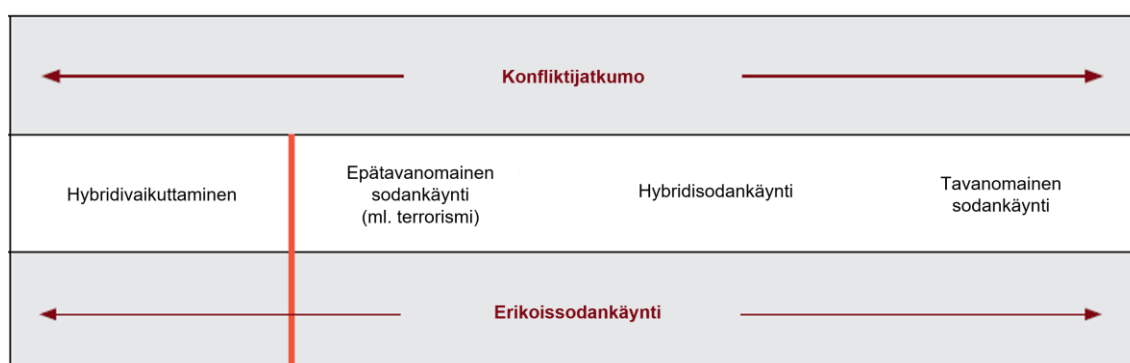 Konfliktijatkumo
Hybridivaikuttaminen
Epätavanomainen
sodankäynti
(ml. terrorismi)
Hybridisodankäynti
Tavanomainen
sodankäynti
Erikoissodankäynti